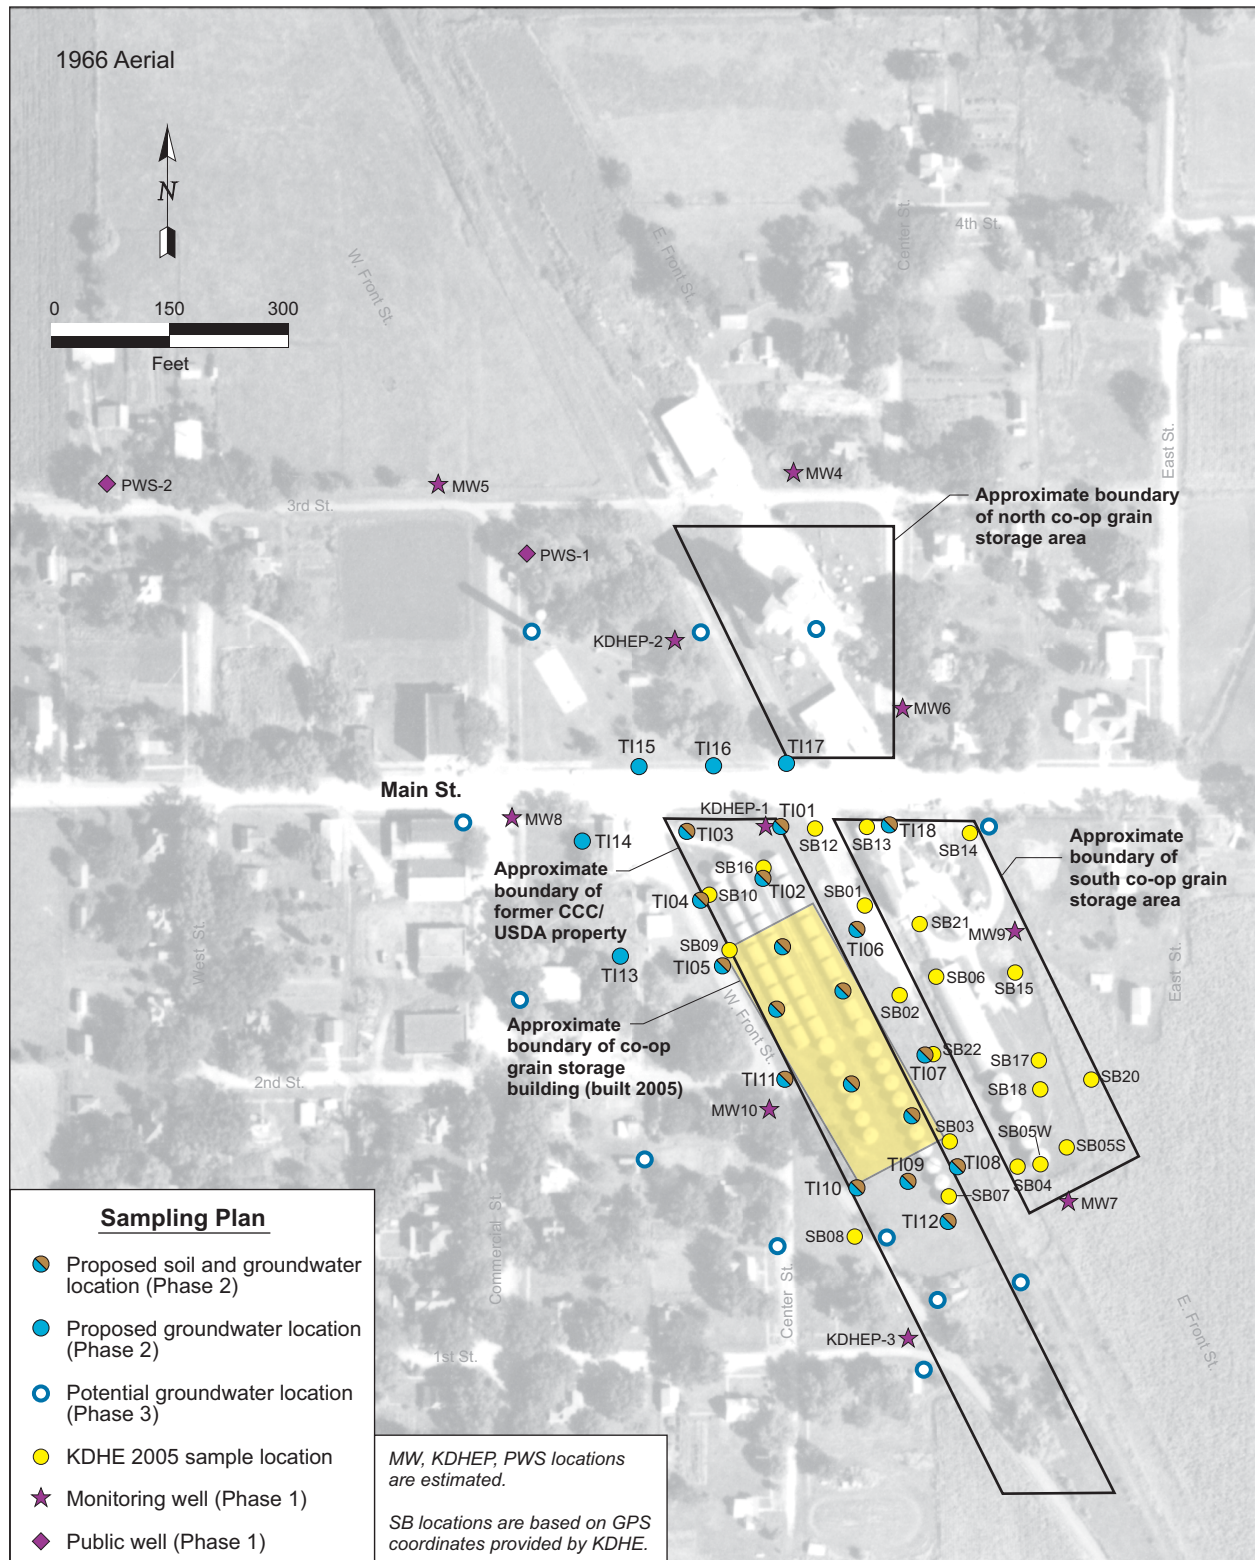 1966 Aerial
N
0 150 300
Feet
W. Front St.
E. Front St.
Center St.
4th St.
East St.
PWS-2
MW5
MW4
3rd St.
Approximate boundary
of north co-op grain
storage area
PWS-1
KDHEP-2
MW6
TI15
TI16
TI17
Main St.
MW8
TI14
KDHEP-1
TI01
TI03
SB12
SB13
TI18
SB14
Approximate
boundary of
south co-op grain
storage area
Approximate
boundary of
former CCC/
USDA property
SB16
TI02
TI04
SB10
SB01
SB21
MW9
TI06
SB09
TI05
TI13
West St.
East St.
SB06
SB15
SB02
W. Front St.
Approximate
boundary of co-op
grain storage
building (built 2005)
SB22
TI07
SB17
SB20
SB18
2nd St.
TI11
MW10
SB03
SB05W
SB05S
TI09
TI08
SB04
TI10
SB07
MW7
TI12
SB08
Commercial St.
Center St.
E. Front St.
KDHEP-3
1st St.
Sampling Plan
Proposed soil and groundwater
location (Phase 2)
Proposed groundwater location
(Phase 2)
Potential groundwater location
(Phase 3)
KDHE 2005 sample location
Monitoring well (Phase 1)
Public well (Phase 1)
MW, KDHEP, PWS locations
are estimated.
SB locations are based on GPS
coordinates provided by KDHE.